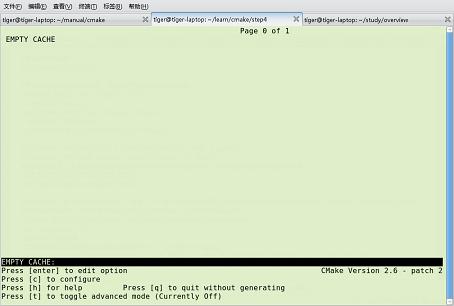 文件(F) 编辑(E) 查看(V) 终端(T) 标签(B) 帮助(H)
tiger@tiger-laptop: ~/manual/cmake tiger@tiger-laptop: ~/learn/cmake/step4 tiger@tiger-laptop: ~/study/overview
Page 0 of 1
EMPTY CACHE
EMPTY CACHE:
Press [enter] to edit option CMake Version 2.6 - patch 2
Press [c] to configure
Press [h] for help Press [q] to quit without generating
Press [t] to toggle advanced mode (Currently Off)